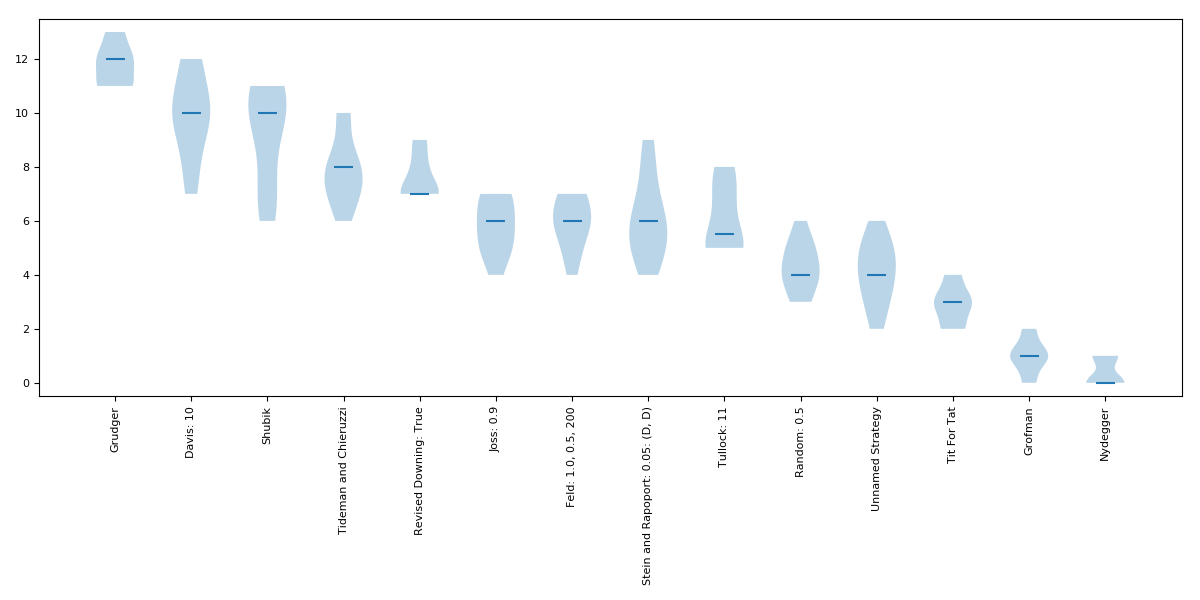 12
10
8
6
4
2
0
Grudger
Davis: 10
Shubik
Tideman and Chieruzzi
Revised Downing: True
Joss: 0.9
Feld: 1.0, 0.5, 200
Stein and Rapoport: 0.05: (D, D)
Tullock: 11
Random: 0.5
Unnamed Strategy
Tit For Tat
Grofman
Nydegger